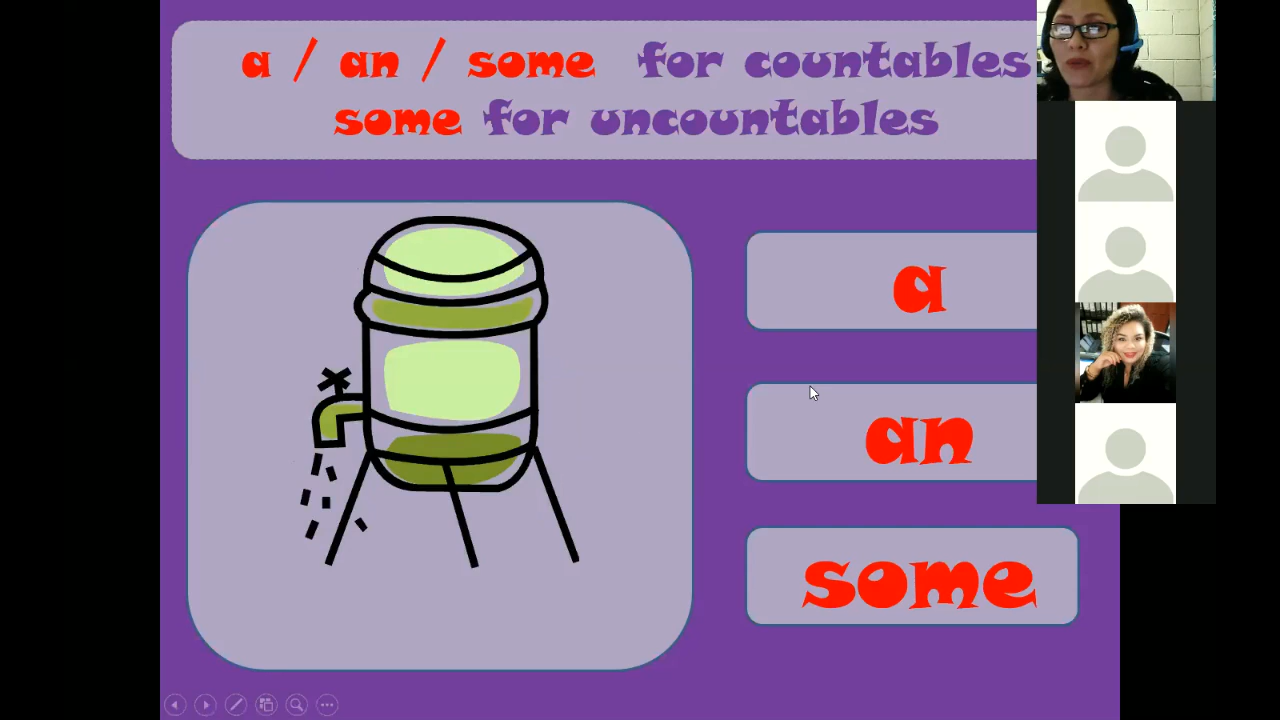 a / an / some for countables
some for uncountables
a
an
some